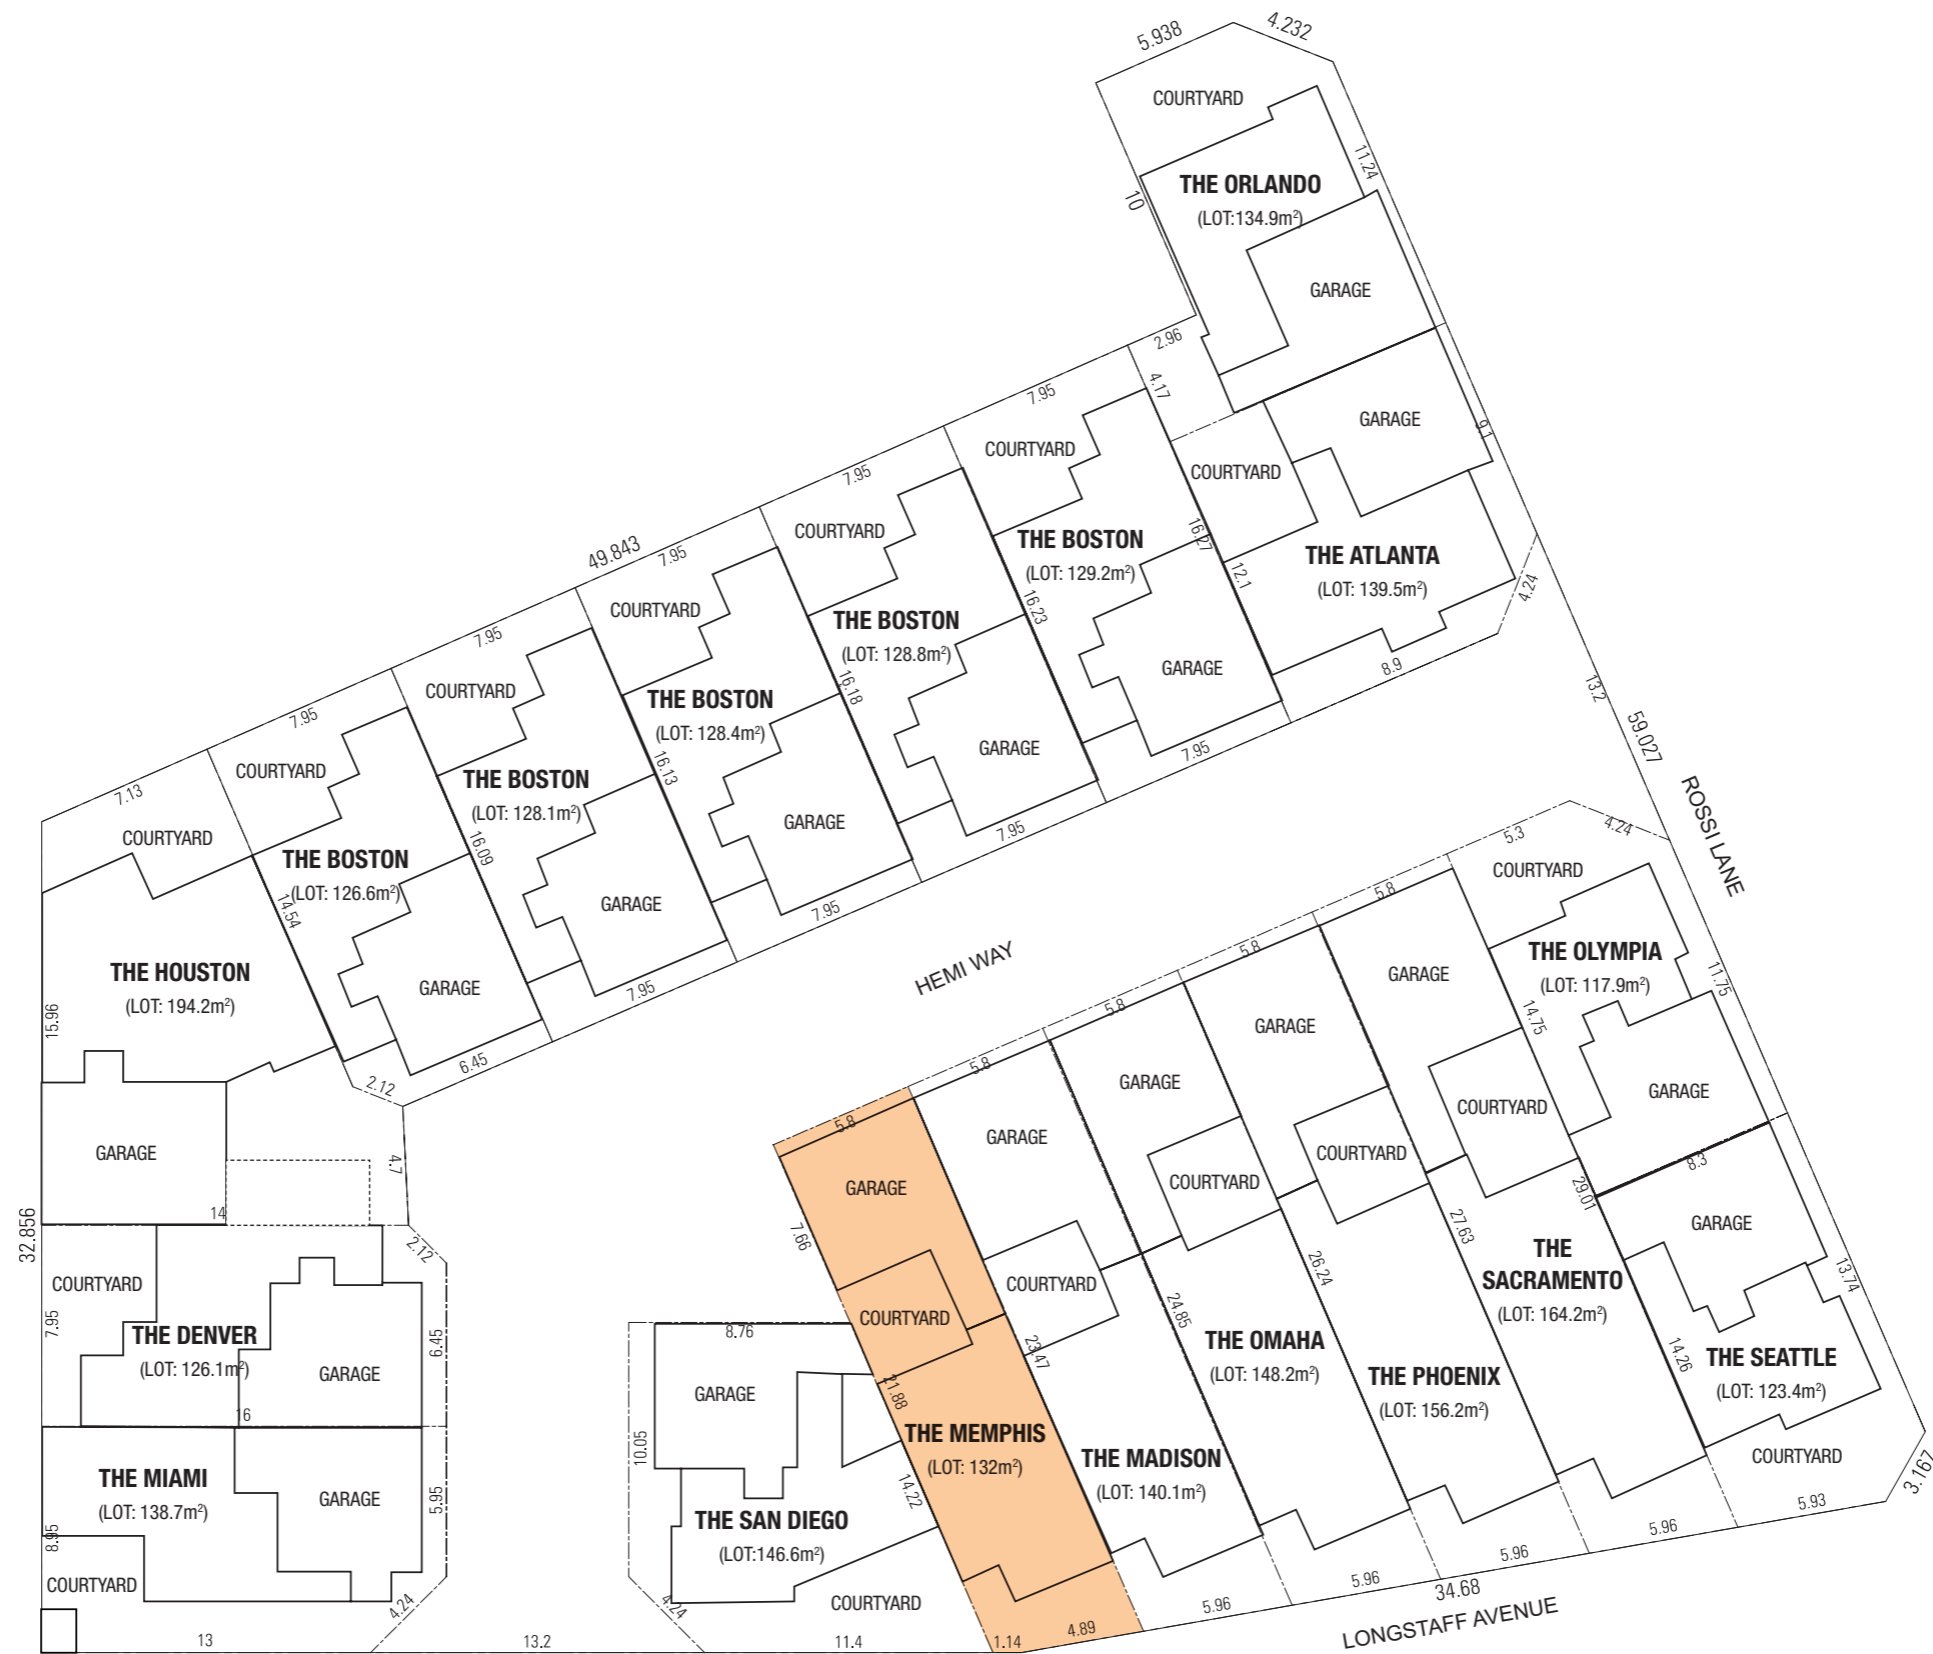 5.938
4.232
COURTYARD
11.24
THE ORLANDO
(LOT:134.9m²)
10
GARAGE
2.96
4.17
7.95
GARAGE
9.1
COURTYARD
COURTYARD
7.95
49.843
7.95
COURTYARD
16.27
THE BOSTON
(LOT: 129.2m²)
THE ATLANTA
(LOT: 139.5m²)
12.1
4.24
16.23
COURTYARD
THE BOSTON
(LOT: 128.8m²)
7.95
GARAGE
8.9
13.2
16.18
COURTYARD
THE BOSTON
(LOT: 128.4m²)
7.95
GARAGE
7.95
59.027
16.13
COURTYARD
THE BOSTON
(LOT: 128.1m²)
7.13
GARAGE
7.95
ROSSI LANE
COURTYARD
16.09
THE BOSTON
(LOT: 126.6m²)
14.54
GARAGE
7.95
HEMI WAY
THE HOUSTON
(LOT: 194.2m²)
15.96
GARAGE
7.95
6.45
2.12
GARAGE
4.7
14
32.856
2.12
COURTYARD
7.95
THE DENVER
(LOT: 126.1m²)
6.45
GARAGE
16
THE MIAMI
(LOT: 138.7m²)
GARAGE
5.95
8.95
COURTYARD
4.24
13
13.2
5.3
4.24
COURTYARD
5.8
5.8
5.8
5.8
5.8
THE OLYMPIA
(LOT: 117.9m²)
11.75
14.75
GARAGE
GARAGE
GARAGE
GARAGE
GARAGE
GARAGE
COURTYARD
COURTYARD
COURTYARD
COURTYARD
COURTYARD
7.66
8.3
29.01
27.63
26.24
24.85
23.47
21.88
GARAGE
THE
SACRAMENTO
(LOT: 164.2m²)
13.74
THE SEATTLE
(LOT: 123.4m²)
14.26
THE OMAHA
(LOT: 148.2m²)
THE PHOENIX
(LOT: 156.2m²)
8.76
GARAGE
10.05
THE MEMPHIS
(LOT: 132m²)
14.22
THE MADISON
(LOT: 140.1m²)
THE SAN DIEGO
(LOT:146.6m²)
COURTYARD
COURTYARD
4.24
11.4
1.14
4.89
5.96
5.96
5.96
5.96
5.93
3.167
34.68
LONGSTAFF AVENUE